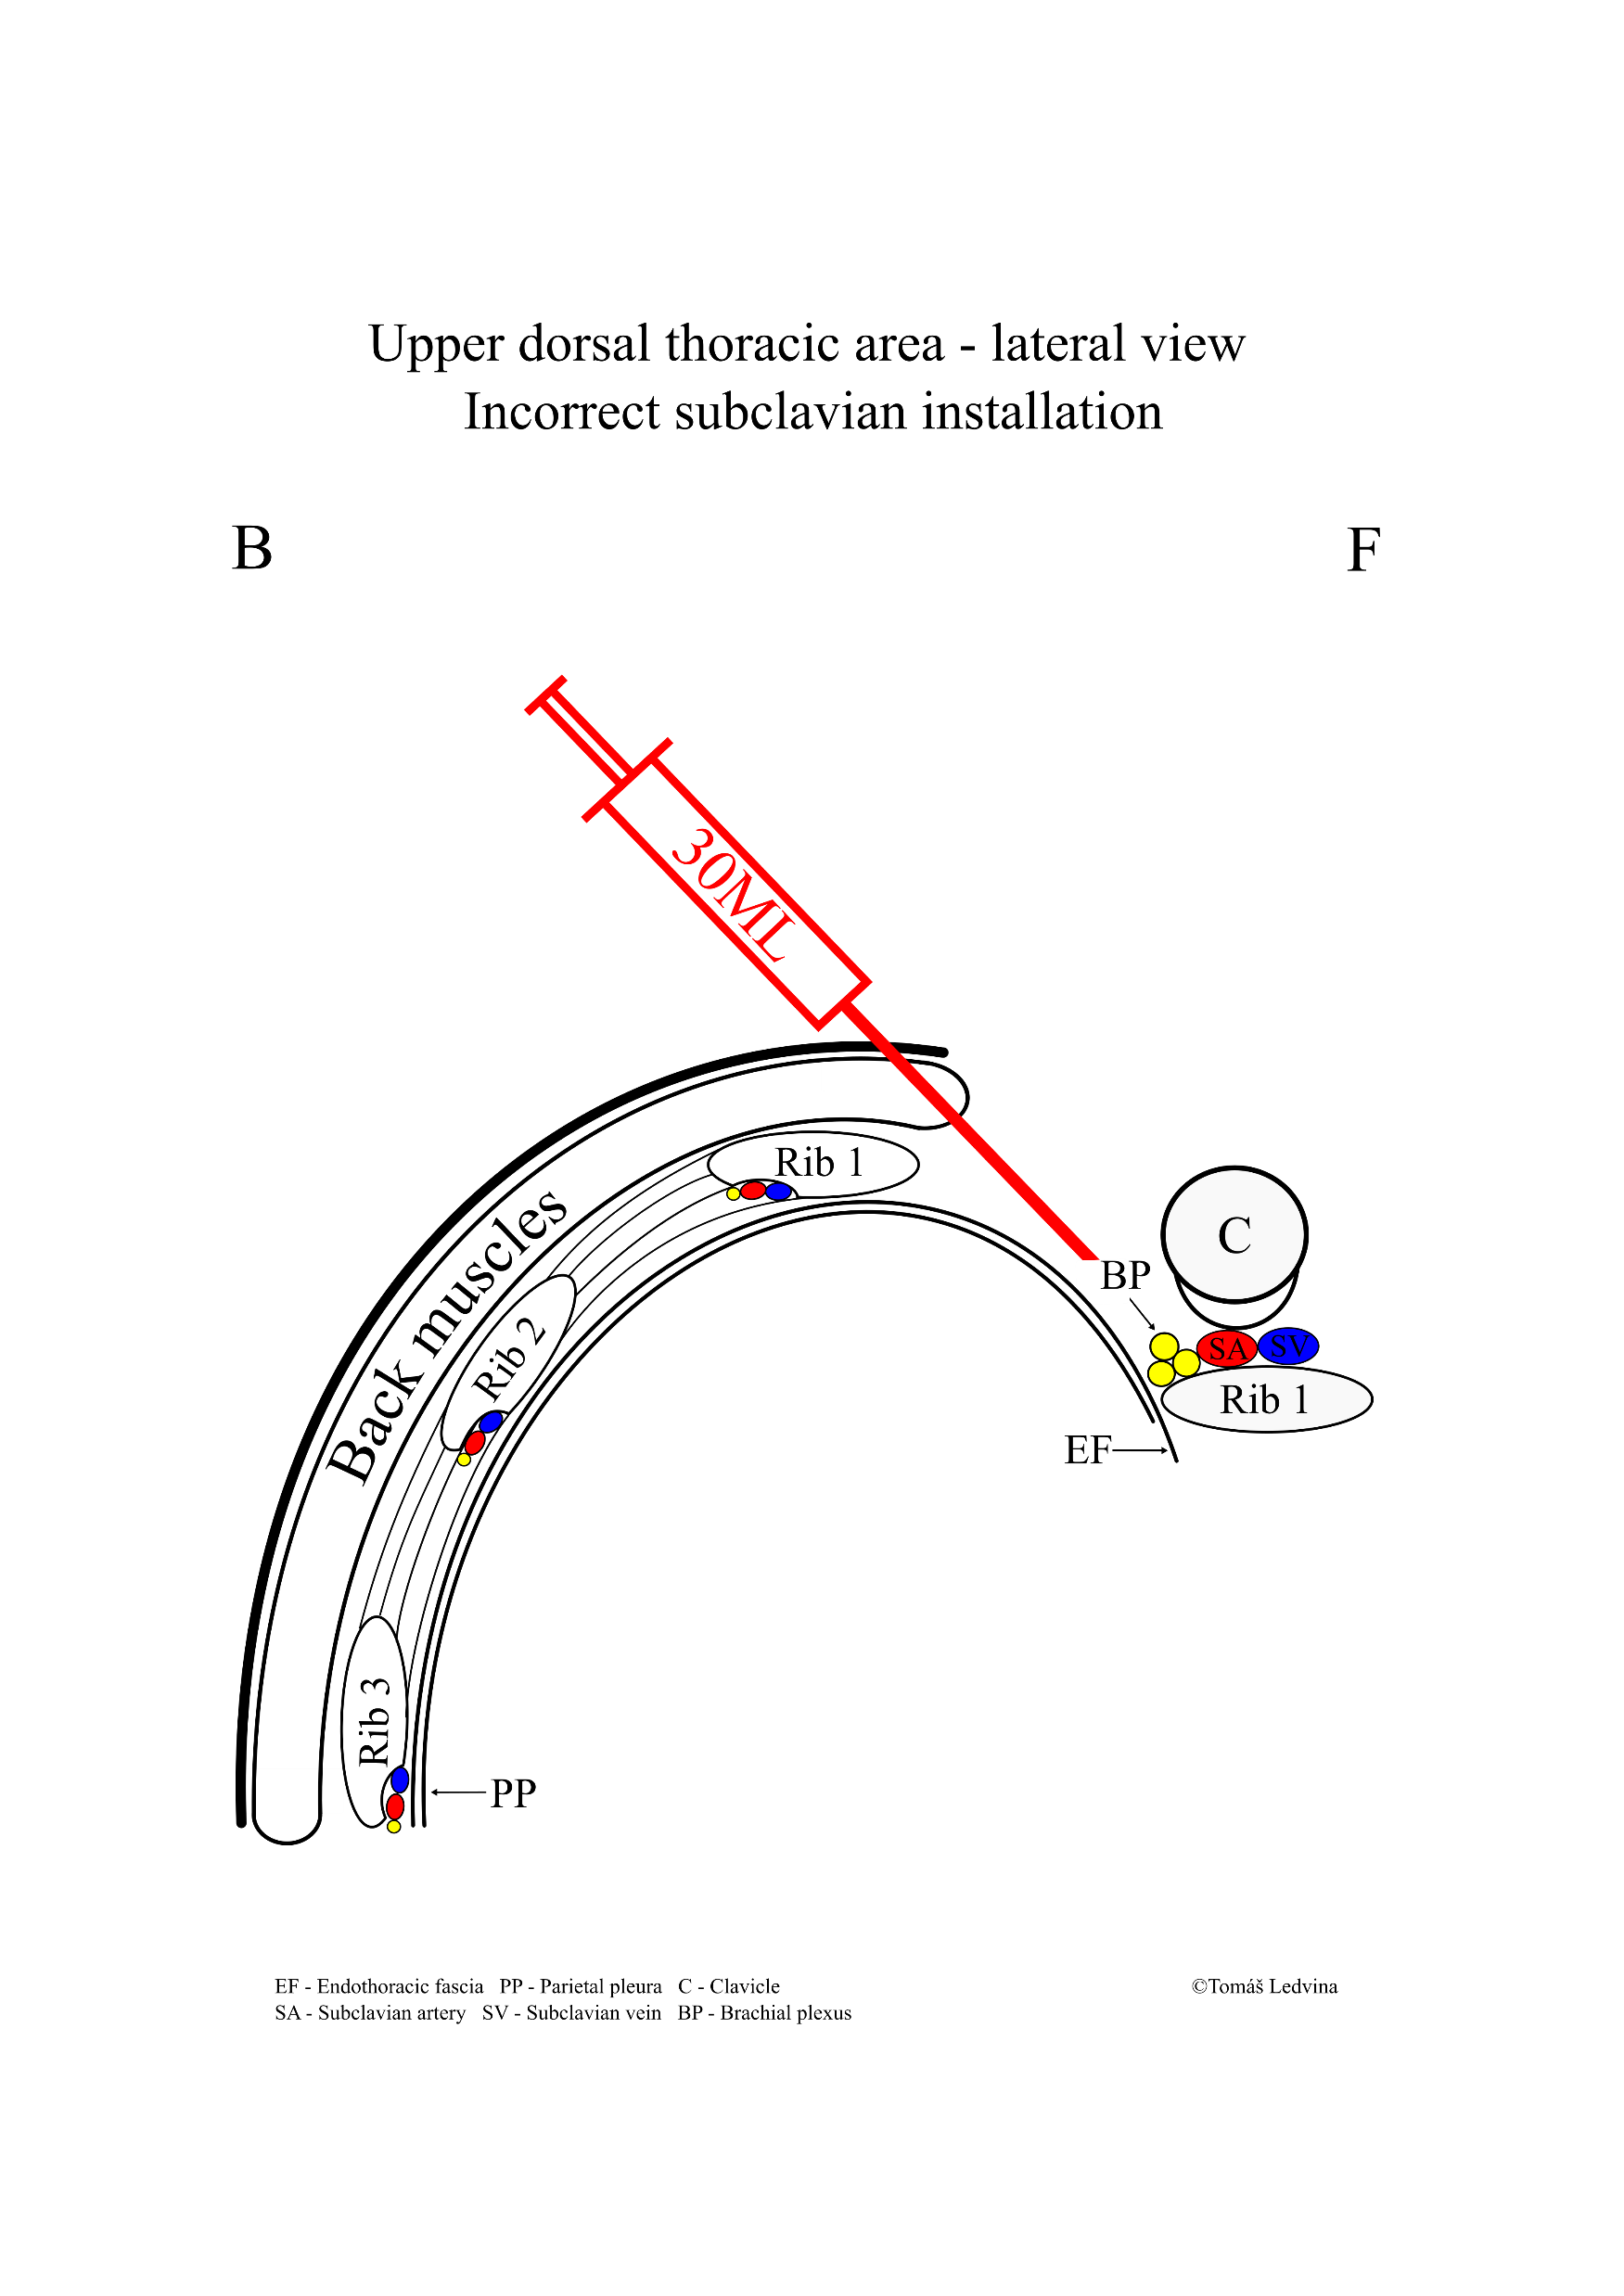 Upper dorsal thoracic area - lateral view
Incorrect subclavian installation
B
F
30ML
Rib 1
C
Back muscles
BP
Rib 2
SA
SV
Rib 1
EF
Rib 3
PP
EF - Endothoracic fascia PP - Parietal pleura C - Clavicle
©Tomáš Ledvina
SA - Subclavian artery SV - Subclavian vein BP - Brachial plexus